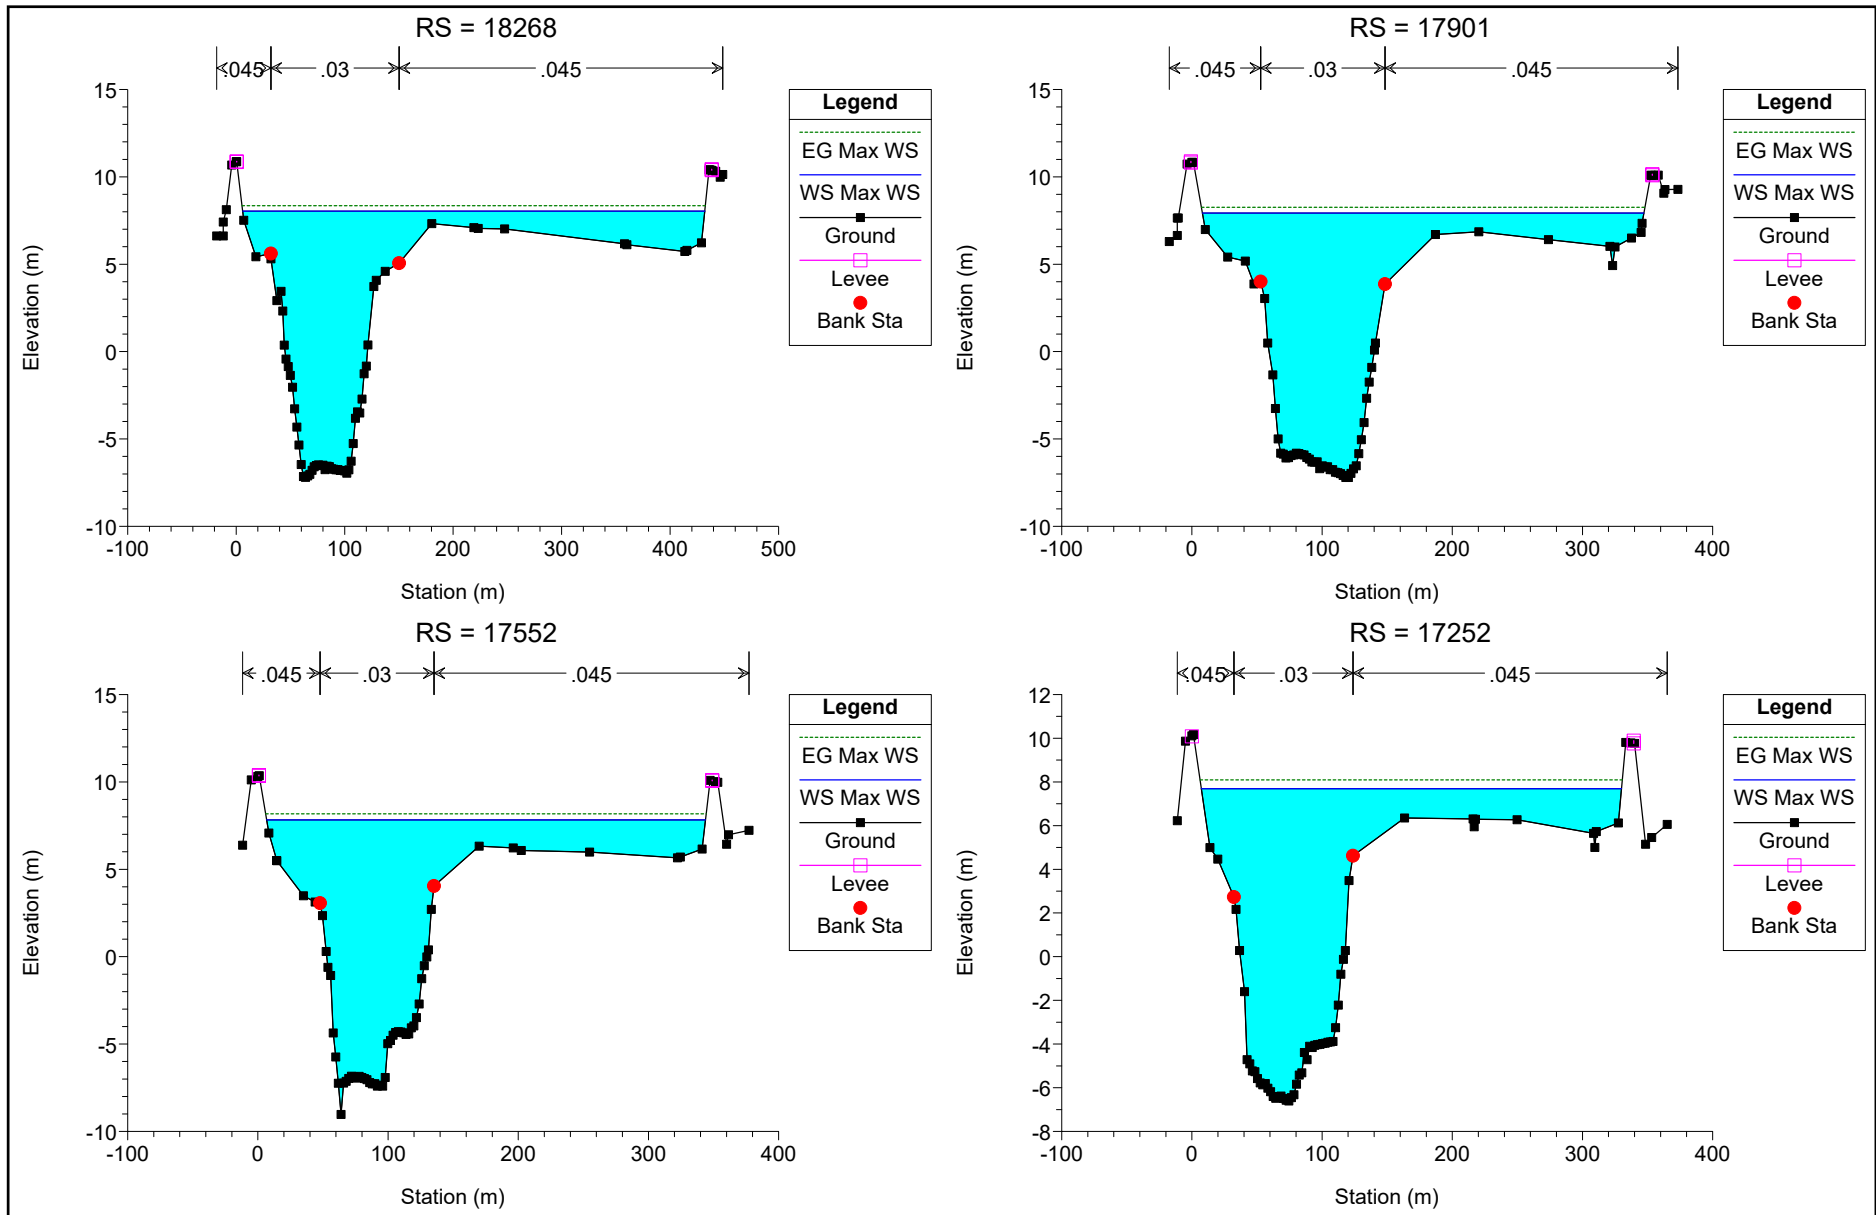 RS = 18268
.045 .03 .045
15
10
5
0
-5
-10
Elevation (m)
-100 0 100 200 300 400 500
Station (m)
Legend
EG Max WS
WS Max WS
Ground
Levee
Bank Sta
RS = 17901
.045 .03 .045
15
10
5
0
-5
-10
Elevation (m)
-100 0 100 200 300 400
Station (m)
Legend
EG Max WS
WS Max WS
Ground
Levee
Bank Sta
RS = 17552
.045 .03 .045
15
10
5
0
-5
-10
Elevation (m)
-100 0 100 200 300 400
Station (m)
Legend
EG Max WS
WS Max WS
Ground
Levee
Bank Sta
RS = 17252
.045 .03 .045
12
10
8
6
4
2
0
-2
-4
-6
-8
Elevation (m)
-100 0 100 200 300 400
Station (m)
Legend
EG Max WS
WS Max WS
Ground
Levee
Bank Sta